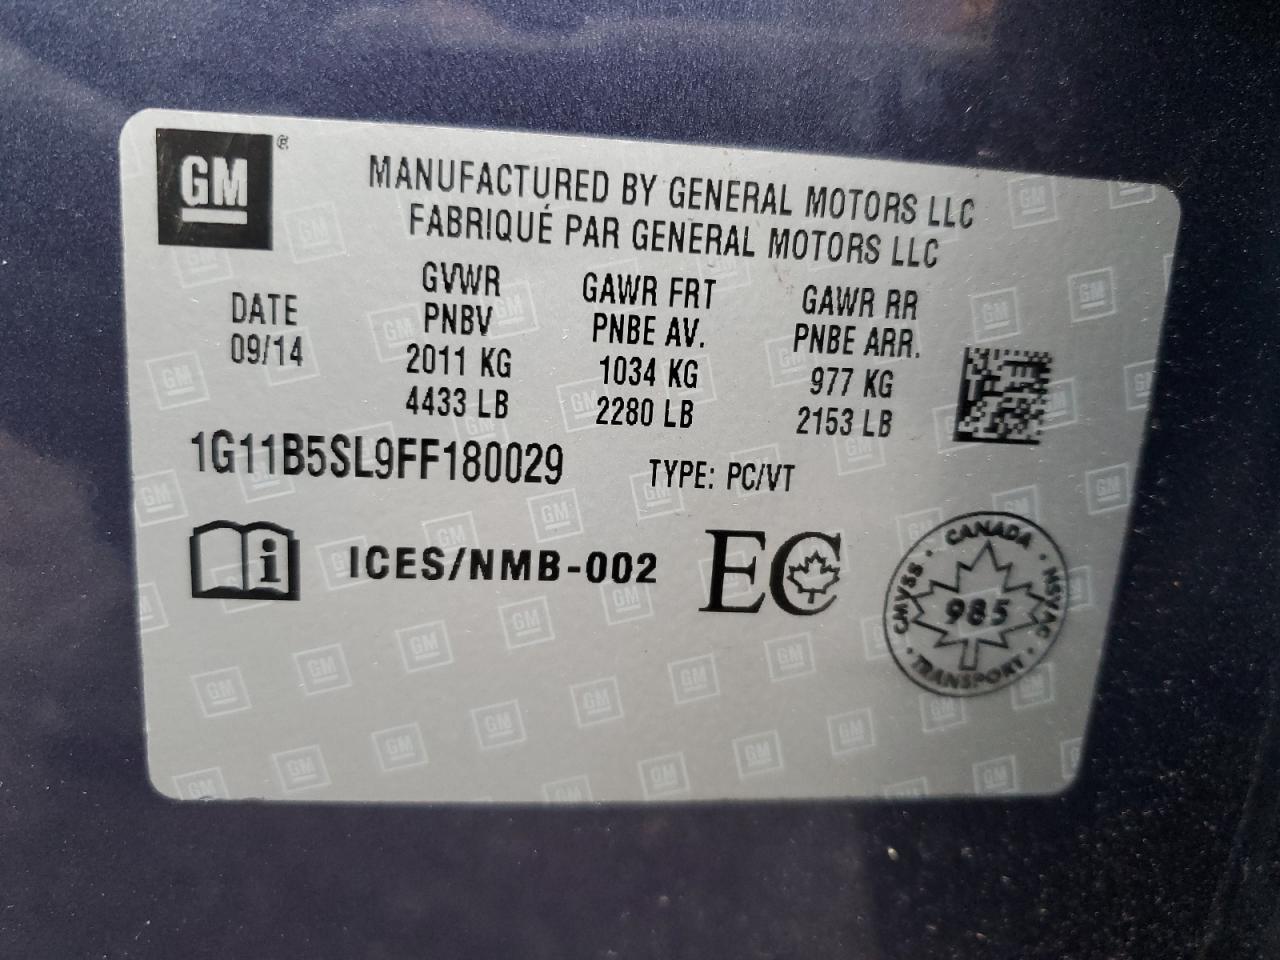 GM ®
MANUFACTURED BY GENERAL MOTORS LLC
FABRIQUÉ PAR GENERAL MOTORS LLC
DATE
09/14
GVWR
PNBV
2011 KG
4433 LB
GAWR FRT
PNBE AV.
1034 KG
2280 LB
GAWR RR
PNBE ARR.
977 KG
2153 LB
1G11B5SL9FF180029
TYPE: PC/VT
i
ICES/NMB-002
EC
CANADA
CMVSS · NSVAC
985
TRANSPORT